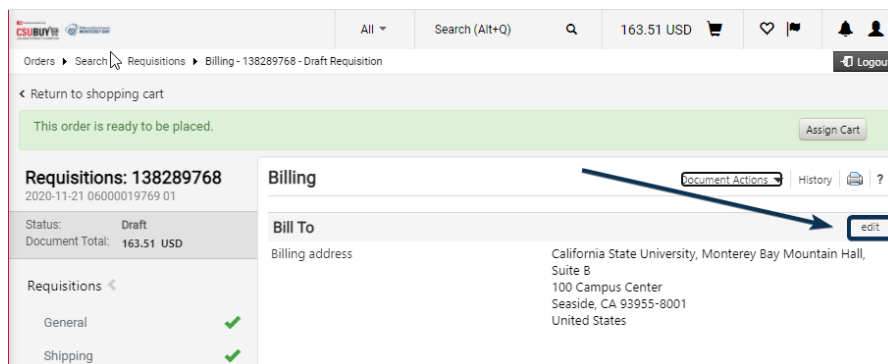 CSUBUY
All
Search (Alt+Q)
163.51 USD
Orders Search Requisitions Billing - 138289768 - Draft Requisition
Logout
Return to shopping cart
This order is ready to be placed.
Assign Cart
Requisitions: 138289768
2020-11-21 06000019769 01
Status: Draft
Document Total: 163.51 USD
Requisitions
General
Shipping
Billing
Document Actions
History
?
Bill To
edit
Billing address
California State University, Monterey Bay Mountain Hall,
Suite B
100 Campus Center
Seaside, CA 93955-8001
United States